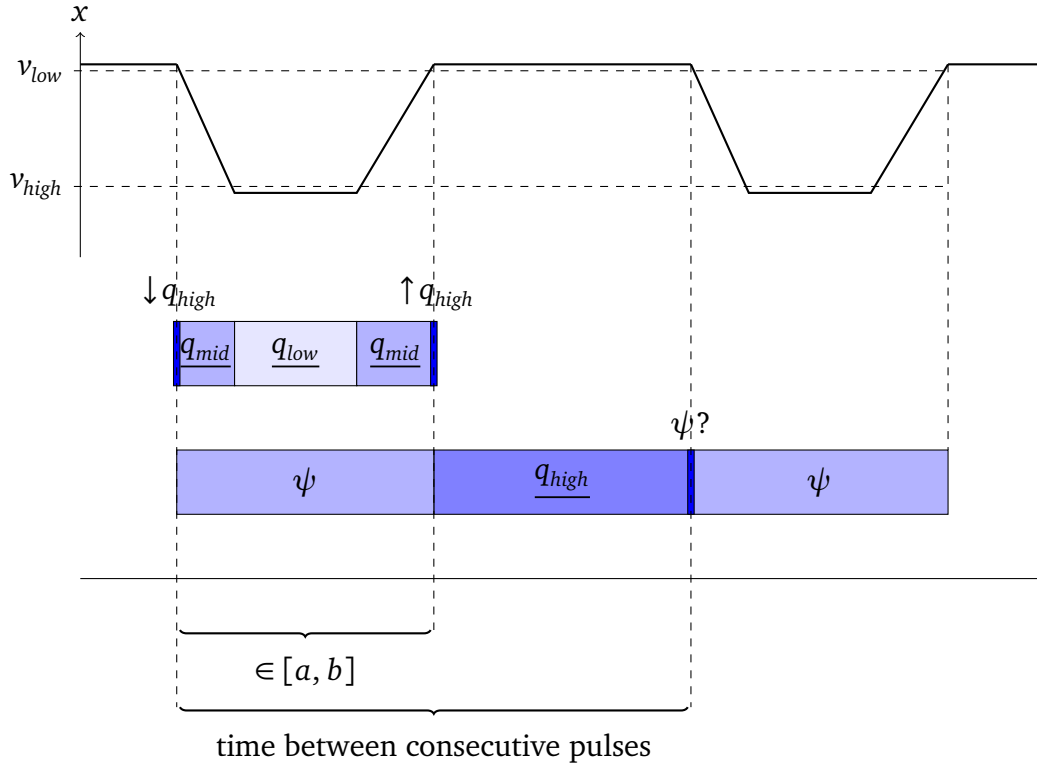 x
v_low
v_high
↓ q_high ↑ q_high
q_mid q_low q_mid
ψ?
ψ q_high ψ
∈ [a, b]
time between consecutive pulses